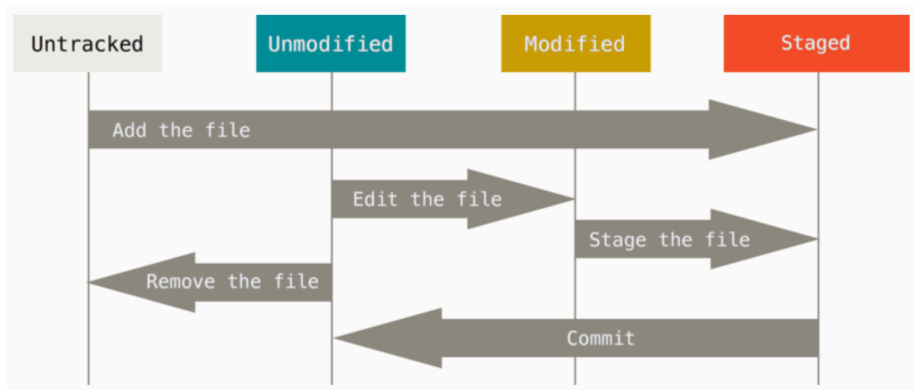 Untracked
Unmodified
Modified
Staged
Add the file
Edit the file
Stage the file
Remove the file
Commit